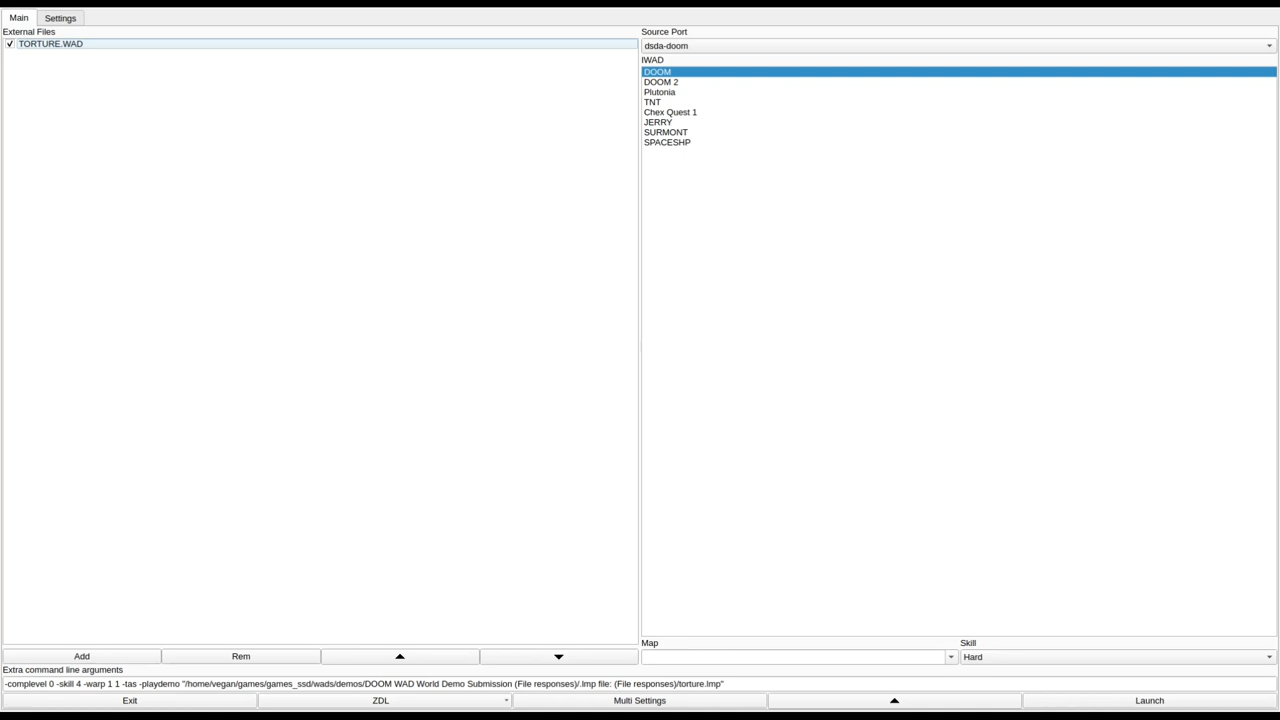 Main Settings
External Files
TORTURE.WAD
Source Port
dsda-doom
IWAD
DOOM
DOOM 2
Plutonia
TNT
Chex Quest 1
JERRY
SURMONT
SPACESHP
Map Skill
Hard
Add Rem
Extra command line arguments
-complevel 0 -skill 4 -warp 1 1 -tas -playdemo "/home/vegan/games/games_ssd/wads/demos/DOOM WAD World Demo Submission (File responses)/.lmp file: (File responses)/torture.lmp"
Exit ZDL Multi Settings Launch